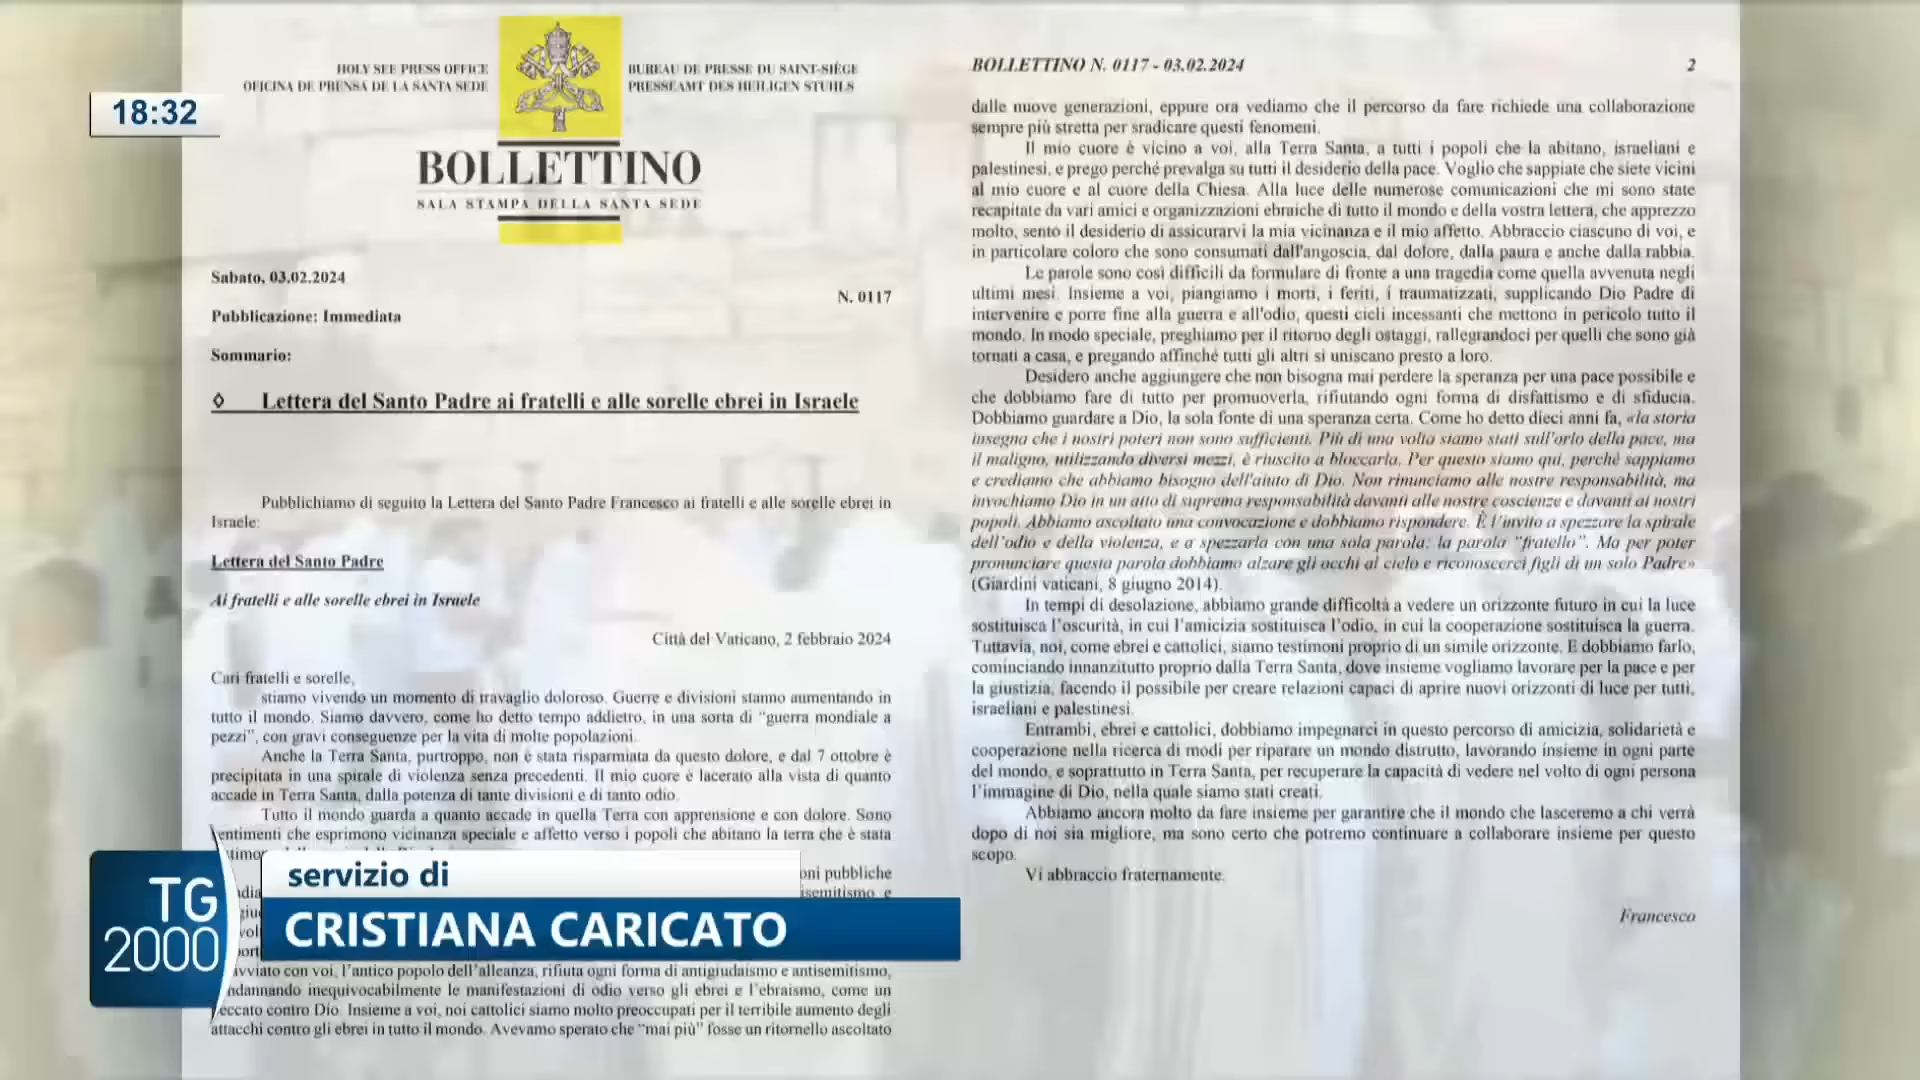 18:32
HOLY SEE PRESS OFFICE
OFICINA DE PRENSA DE LA SANTA SEDE
BUREAU DE PRESSE DU SAINT-SIÈGE
PRESSEAMT DES HEILIGEN STUHLS
BOLLETTINO
SALA STAMPA DELLA SANTA SEDE
Sabato, 03.02.2024
N. 0117
Pubblicazione: Immediata
Sommario:
◊ Lettera del Santo Padre ai fratelli e alle sorelle ebrei in Israele
Pubblichiamo di seguito la Lettera del Santo Padre Francesco ai fratelli e alle sorelle ebrei in
Israele:
Lettera del Santo Padre
Ai fratelli e alle sorelle ebrei in Israele
Città del Vaticano, 2 febbraio 2024
Cari fratelli e sorelle,
stiamo vivendo un momento di travaglio doloroso. Guerre e divisioni stanno aumentando in
tutto il mondo. Siamo davvero, come ho detto tempo addietro, in una sorta di “guerra mondiale a
pezzi”, con gravi conseguenze per la vita di molte popolazioni.
Anche la Terra Santa, purtroppo, non è stata risparmiata da questo dolore, e dal 7 ottobre è
precipitata in una spirale di violenza senza precedenti. Il mio cuore è lacerato alla vista di quanto
accade in Terra Santa, dalla potenza di tante divisioni e di tanto odio.
Tutto il mondo guarda a quanto accade in quella Terra con apprensione e con dolore. Sono
entimenti che esprimono vicinanza speciale e affetto verso i popoli che abitano la terra che è stata
oni pubbliche
isemitismo e
vviato con voi, l’antico popolo dell’alleanza, rifiuta ogni forma di antigiudaismo e antisemitismo,
ndannando inequivocabilmente le manifestazioni di odio verso gli ebrei e l’ebraismo, come un
eccato contro Dio. Insieme a voi, noi cattolici siamo molto preoccupati per il terribile aumento degli
attacchi contro gli ebrei in tutto il mondo. Avevamo sperato che “mai più” fosse un ritornello ascoltato
BOLLETTINO N. 0117 - 03.02.2024 2
dalle nuove generazioni, eppure ora vediamo che il percorso da fare richiede una collaborazione
sempre più stretta per sradicare questi fenomeni.
Il mio cuore è vicino a voi, alla Terra Santa, a tutti i popoli che la abitano, israeliani e
palestinesi, e prego perché prevalga su tutti il desiderio della pace. Voglio che sappiate che siete vicini
al mio cuore e al cuore della Chiesa. Alla luce delle numerose comunicazioni che mi sono state
recapitate da vari amici e organizzazioni ebraiche di tutto il mondo e della vostra lettera, che apprezzo
molto, sento il desiderio di assicurarvi la mia vicinanza e il mio affetto. Abbraccio ciascuno di voi, e
in particolare coloro che sono consumati dall'angoscia, dal dolore, dalla paura e anche dalla rabbia.
Le parole sono così difficili da formulare di fronte a una tragedia come quella avvenuta negli
ultimi mesi. Insieme a voi, piangiamo i morti, i feriti, i traumatizzati, supplicando Dio Padre di
intervenire e porre fine alla guerra e all'odio, questi cicli incessanti che mettono in pericolo tutto il
mondo. In modo speciale, preghiamo per il ritorno degli ostaggi, rallegrandoci per quelli che sono già
tornati a casa, e pregando affinché tutti gli altri si uniscano presto a loro.
Desidero anche aggiungere che non bisogna mai perdere la speranza per una pace possibile e
che dobbiamo fare di tutto per promuoverla, rifiutando ogni forma di disfattismo e di sfiducia.
Dobbiamo guardare a Dio, la sola fonte di una speranza certa. Come ho detto dieci anni fa, «la storia
insegna che i nostri poteri non sono sufficienti. Più di una volta siamo stati sull'orlo della pace, ma
il maligno, utilizzando diversi mezzi, è riuscito a bloccarla. Per questo siamo qui, perché sappiamo
e crediamo che abbiamo bisogno dell'aiuto di Dio. Non rinunciamo alle nostre responsabilità, ma
invochiamo Dio in un atto di suprema responsabilità davanti alle nostre coscienze e davanti ai nostri
popoli. Abbiamo ascoltato una convocazione e dobbiamo rispondere. È l’invito a spezzare la spirale
dell’odio e della violenza, e a spezzarla con una sola parola: la parola “fratello”. Ma per poter
pronunciare questa parola dobbiamo alzare gli occhi al cielo e riconoscerci figli di un solo Padre»
(Giardini vaticani, 8 giugno 2014).
In tempi di desolazione, abbiamo grande difficoltà a vedere un orizzonte futuro in cui la luce
sostituisca l’oscurità, in cui l’amicizia sostituisca l’odio, in cui la cooperazione sostituisca la guerra.
Tuttavia, noi, come ebrei e cattolici, siamo testimoni proprio di un simile orizzonte. E dobbiamo farlo,
cominciando innanzitutto proprio dalla Terra Santa, dove insieme vogliamo lavorare per la pace e per
la giustizia, facendo il possibile per creare relazioni capaci di aprire nuovi orizzonti di luce per tutti,
israeliani e palestinesi.
Entrambi, ebrei e cattolici, dobbiamo impegnarci in questo percorso di amicizia, solidarietà e
cooperazione nella ricerca di modi per riparare un mondo distrutto, lavorando insieme in ogni parte
del mondo, e soprattutto in Terra Santa, per recuperare la capacità di vedere nel volto di ogni persona
l’immagine di Dio, nella quale siamo stati creati.
Abbiamo ancora molto da fare insieme per garantire che il mondo che lasceremo a chi verrà
dopo di noi sia migliore, ma sono certo che potremo continuare a collaborare insieme per questo
scopo.
Vi abbraccio fraternamente.
Francesco
TG
2000
servizio di
CRISTIANA CARICATO